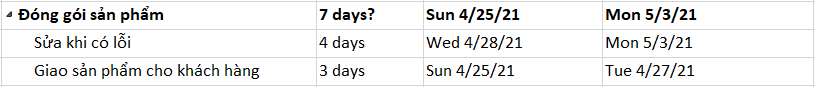 Đóng gói sản phẩm 7 days? Sun 4/25/21 Mon 5/3/21
Sửa khi có lỗi 4 days Wed 4/28/21 Mon 5/3/21
Giao sản phẩm cho khách hàng 3 days Sun 4/25/21 Tue 4/27/21